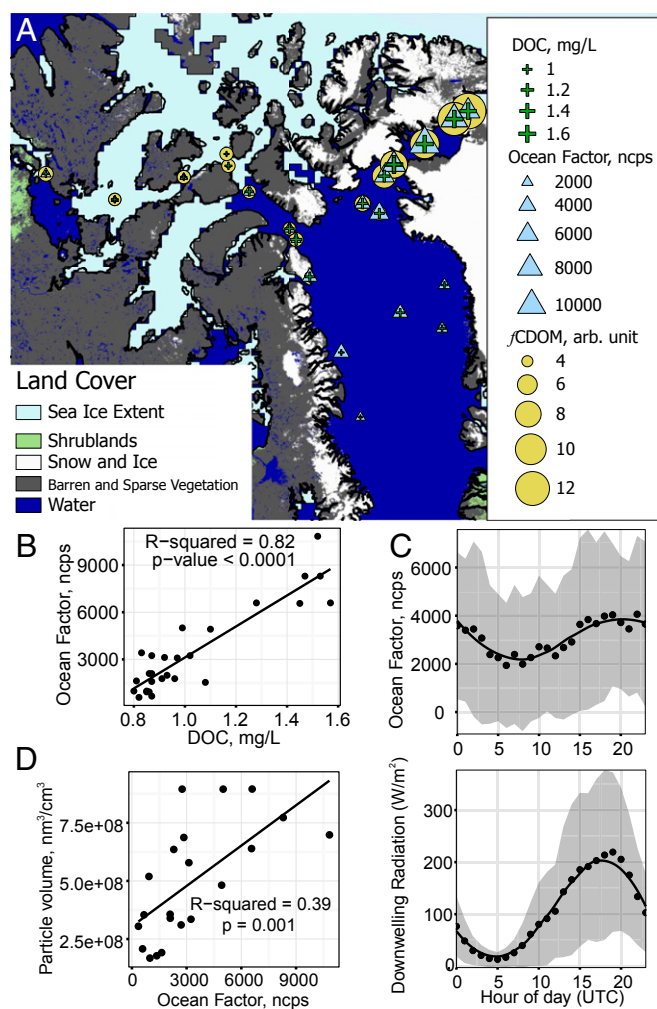 A
DOC, mg/L
1
1.2
1.4
1.6
Ocean Factor, ncps
2000
4000
6000
8000
10000
fCDOM, arb. unit
4
6
8
10
12
Land Cover
Sea Ice Extent
Shrublands
Snow and Ice
Barren and Sparse Vegetation
Water
B
R−squared = 0.82
p−value < 0.0001
Ocean Factor, ncps
9000
6000
3000
0.8
1.0
1.2
1.4
1.6
DOC, mg/L
C
Ocean Factor, ncps
6000
4000
2000
0
0
5
10
15
20
D
Particle volume, nm³/cm³
7.5e+08
5.0e+08
2.5e+08
R−squared = 0.39
p = 0.001
0
3000
6000
9000
Ocean Factor, ncps
Downwelling Radiation (W/m²)
300
200
100
0
0
5
10
15
20
Hour of day (UTC)